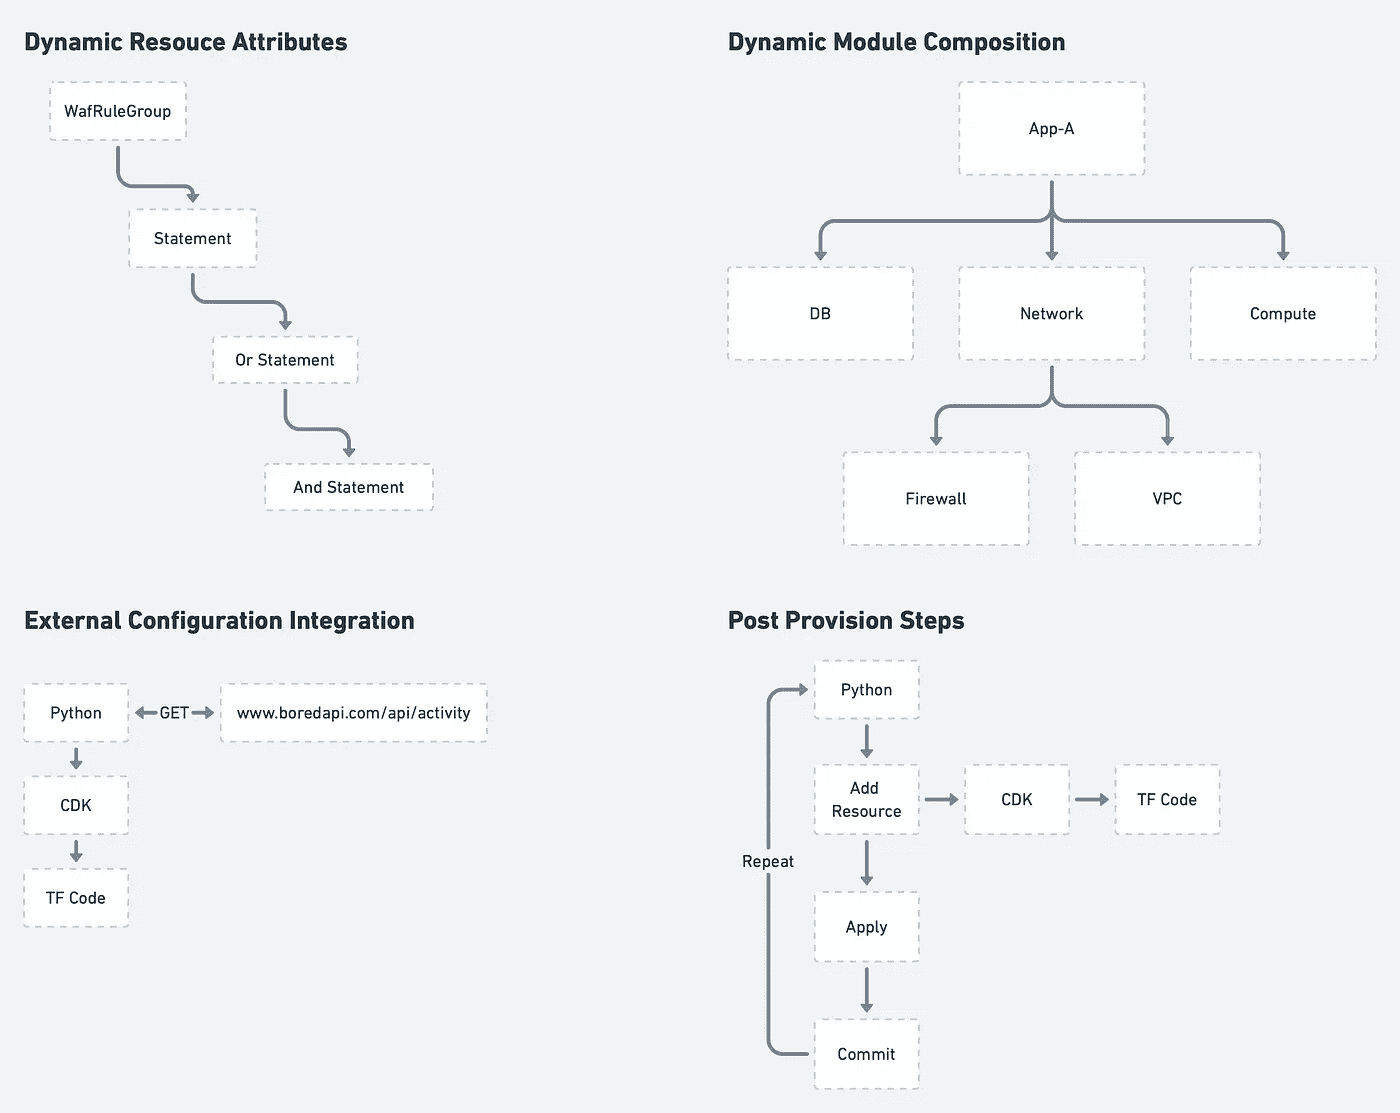 Dynamic Resouce Attributes
WafRuleGroup
Statement
Or Statement
And Statement
Dynamic Module Composition
App-A
DB
Network
Compute
Firewall
VPC
External Configuration Integration
Python
GET
www.boredapi.com/api/activity
CDK
TF Code
Post Provision Steps
Python
Add
Resource
CDK
TF Code
Repeat
Apply
Commit